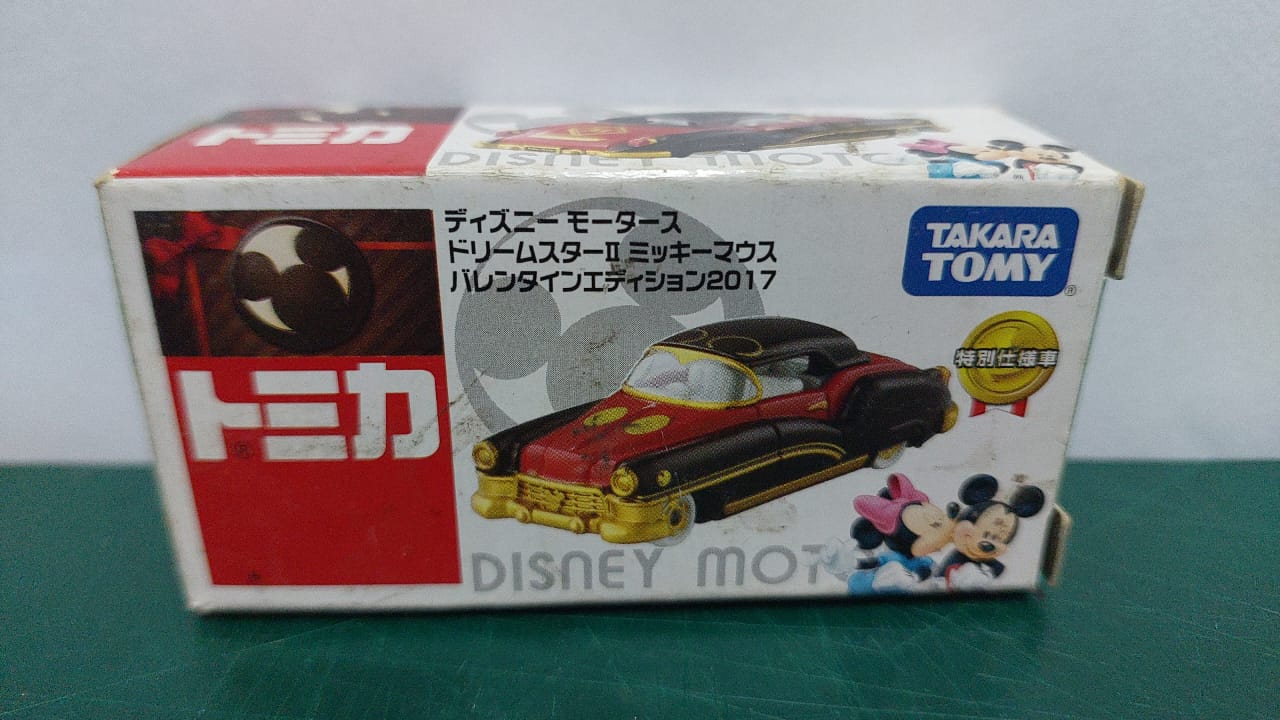 トミカ
DISNEY MOTO
ディズニー モータース
ドリームスターⅡ ミッキーマウス
バレンタインエディション2017
TAKARA
TOMY
特別仕様車
トミカ
DISNEY MOT